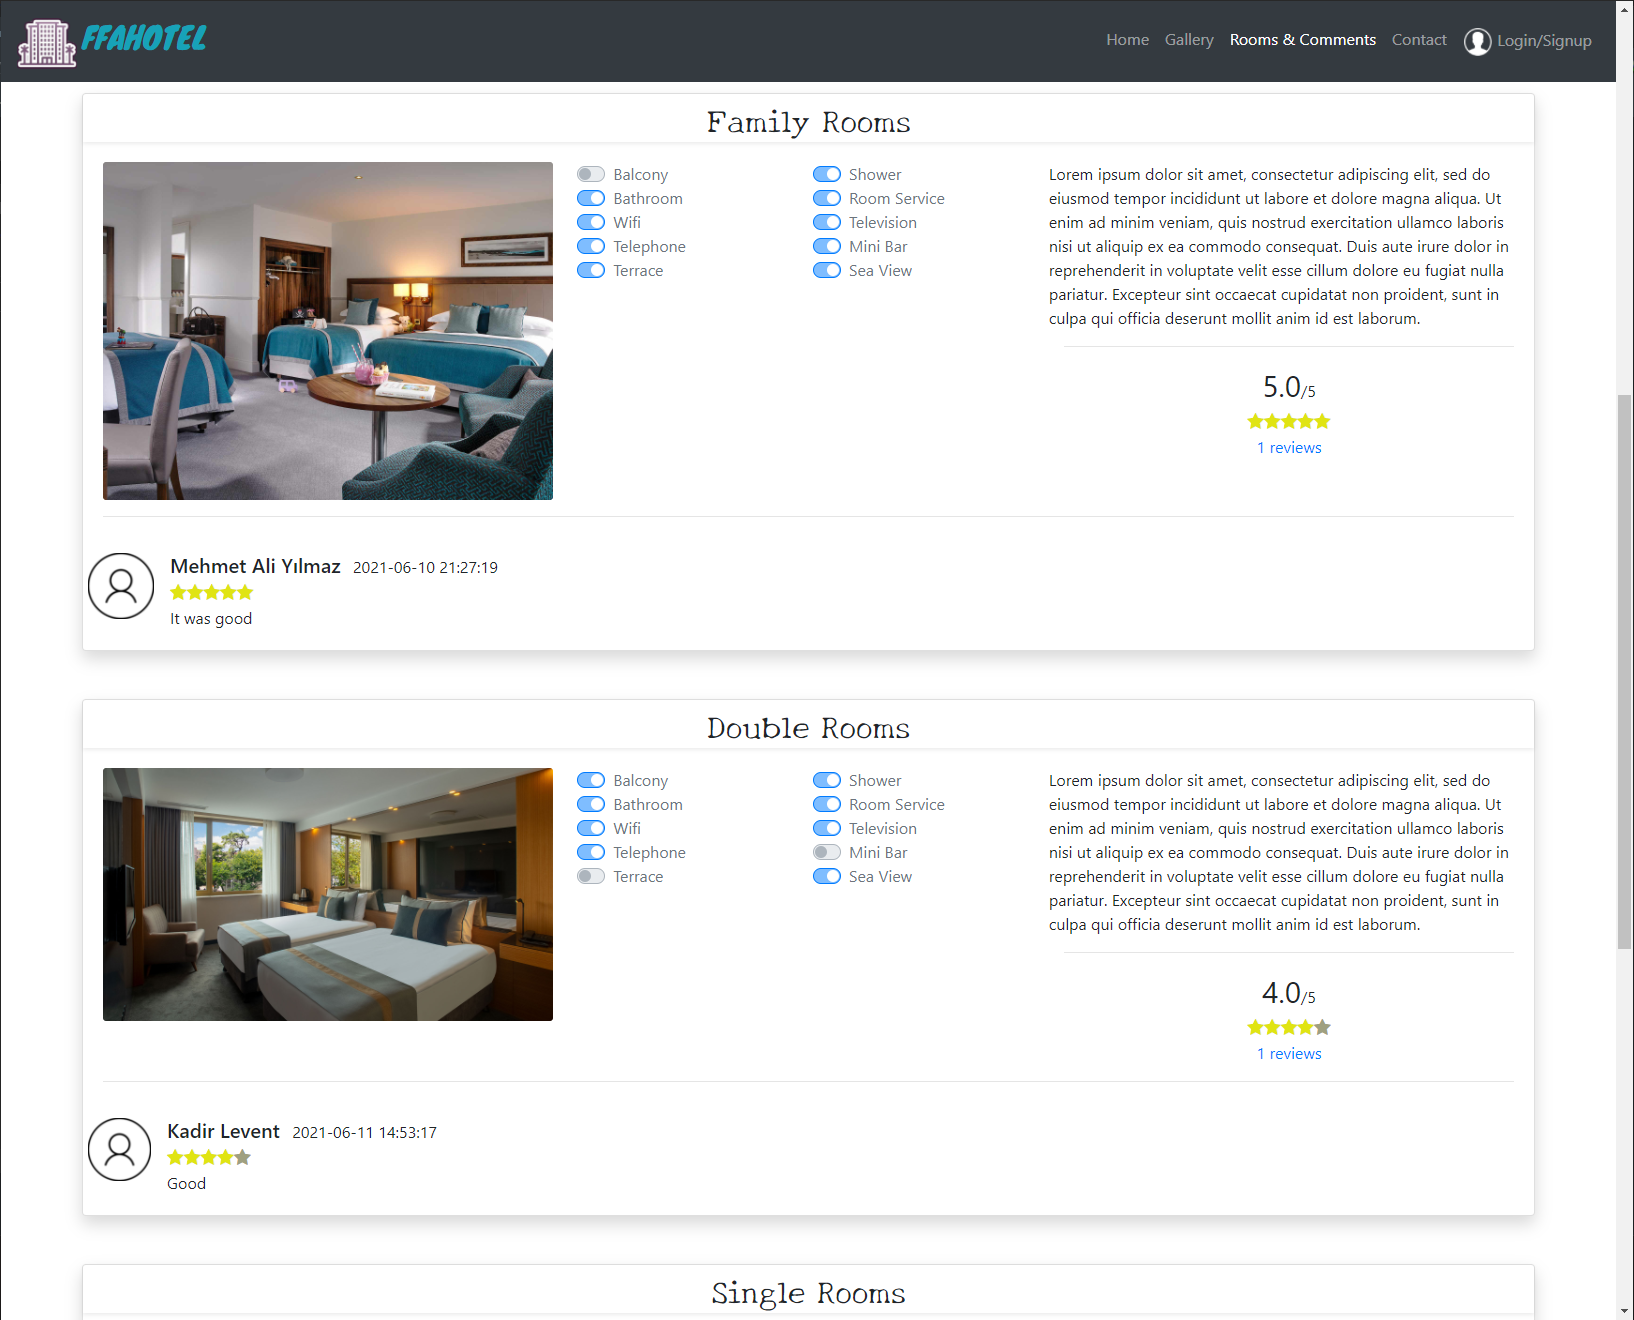 FFAHOTEL
Home Gallery Rooms & Comments Contact Login/Signup
Family Rooms
Balcony
Bathroom
Wifi
Telephone
Terrace
Shower
Room Service
Television
Mini Bar
Sea View
Lorem ipsum dolor sit amet, consectetur adipiscing elit, sed do
eiusmod tempor incididunt ut labore et dolore magna aliqua. Ut
enim ad minim veniam, quis nostrud exercitation ullamco laboris
nisi ut aliquip ex ea commodo consequat. Duis aute irure dolor in
reprehenderit in voluptate velit esse cillum dolore eu fugiat nulla
pariatur. Excepteur sint occaecat cupidatat non proident, sunt in
culpa qui officia deserunt mollit anim id est laborum.
5.0/5
1 reviews
Mehmet Ali Yılmaz 2021-06-10 21:27:19
It was good
Double Rooms
Balcony
Bathroom
Wifi
Telephone
Terrace
Shower
Room Service
Television
Mini Bar
Sea View
Lorem ipsum dolor sit amet, consectetur adipiscing elit, sed do
eiusmod tempor incididunt ut labore et dolore magna aliqua. Ut
enim ad minim veniam, quis nostrud exercitation ullamco laboris
nisi ut aliquip ex ea commodo consequat. Duis aute irure dolor in
reprehenderit in voluptate velit esse cillum dolore eu fugiat nulla
pariatur. Excepteur sint occaecat cupidatat non proident, sunt in
culpa qui officia deserunt mollit anim id est laborum.
4.0/5
1 reviews
Kadir Levent 2021-06-11 14:53:17
Good
Single Rooms